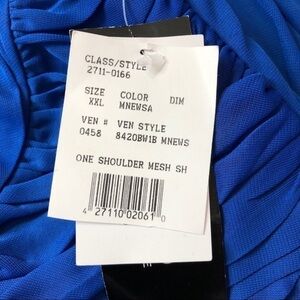 CLASS/STYLE
2711-0166
SIZE COLOR DIM
XXL MNEWSA
VEN # VEN STYLE
0458 8420BW1B MNEWS
ONE SHOULDER MESH SH
4 27110 02061 0